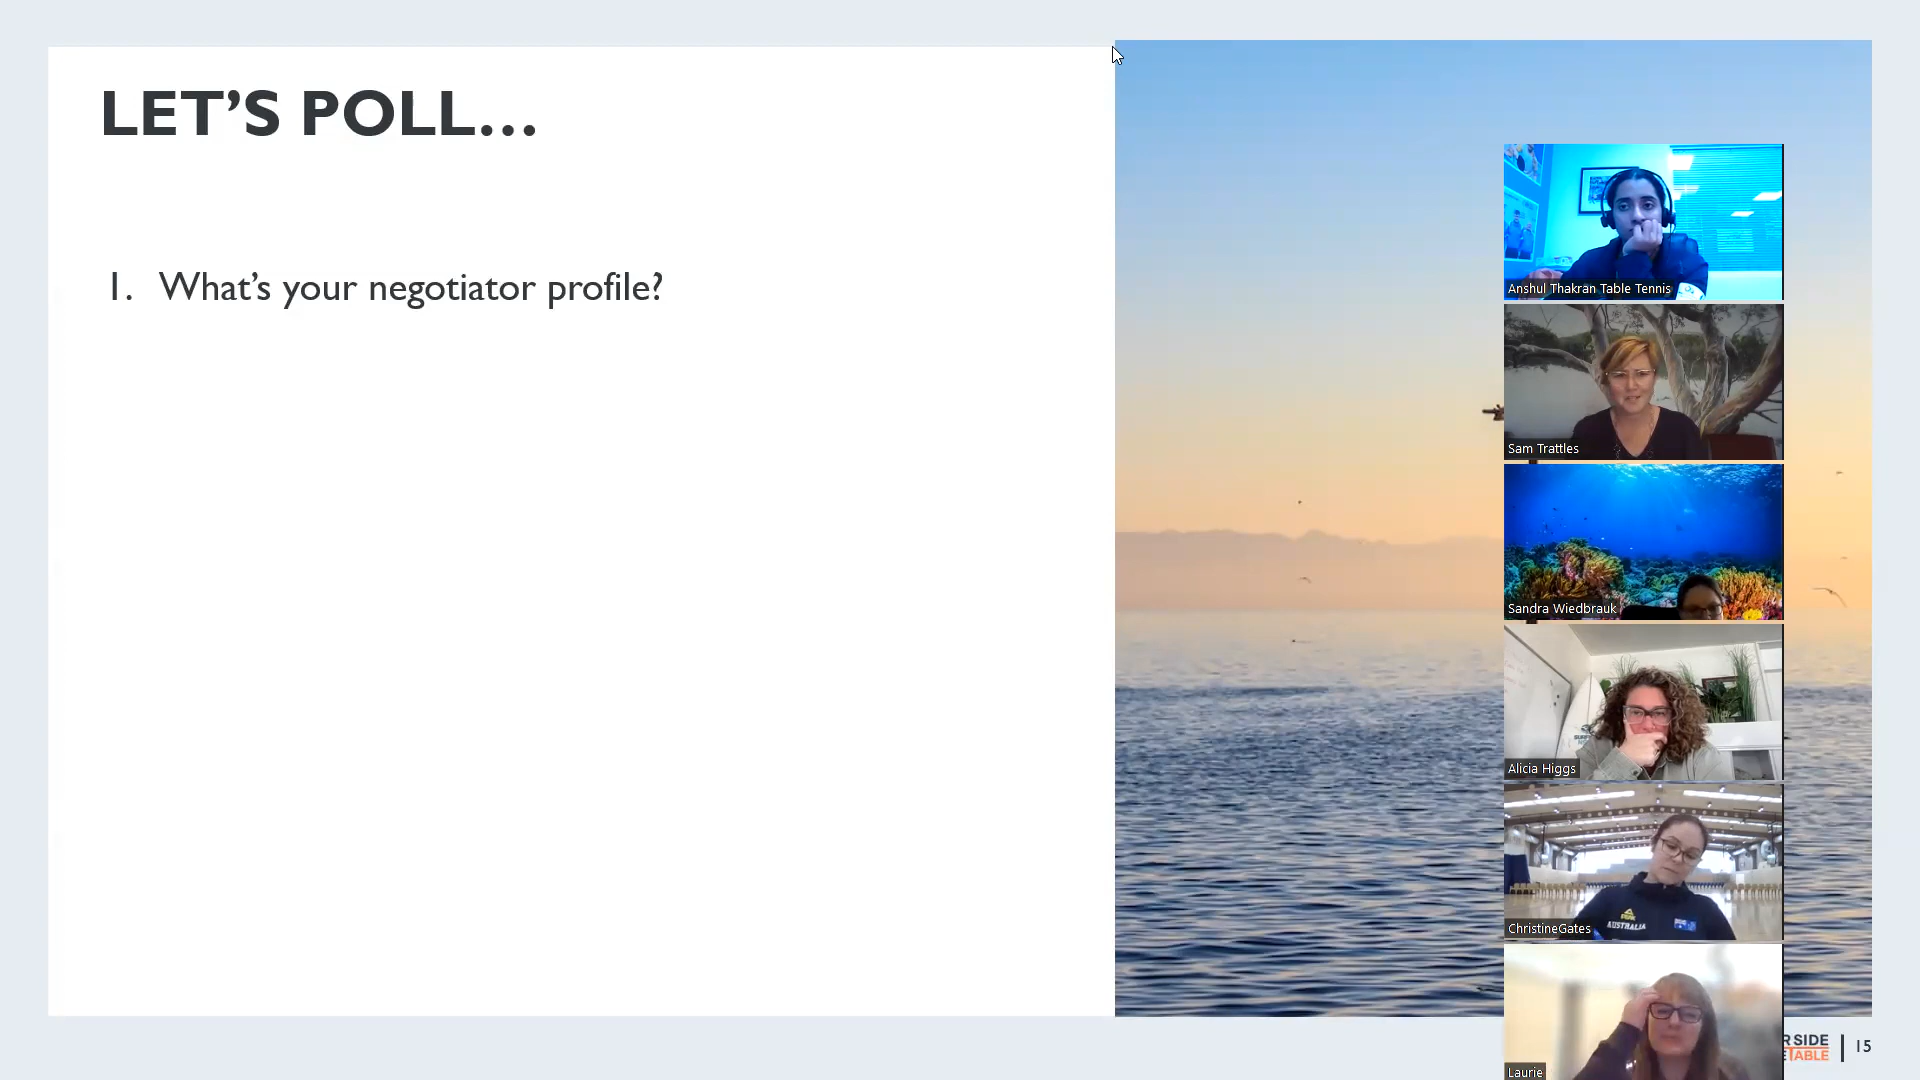 LET'S POLL...
1. What's your negotiator profile?
Anshul Thakran Table Tennis
Sam Trattles
Sandra Wiedbrauk
Alicia Higgs
AUSTRALIA
ChristineGates
Laurie
R SIDE
ETABLE
15